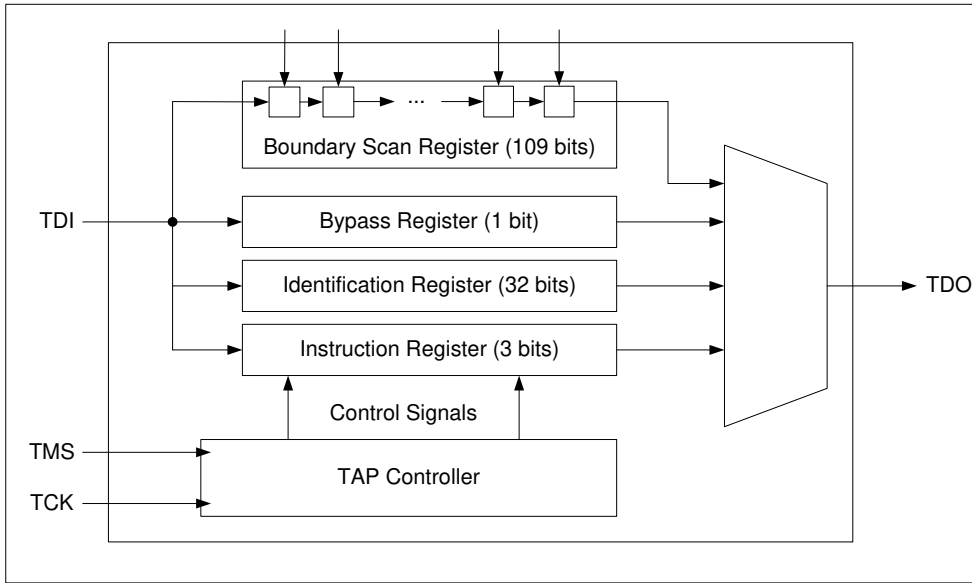 ...
Boundary Scan Register (109 bits)
TDI
Bypass Register (1 bit)
Identification Register (32 bits)
TDO
Instruction Register (3 bits)
Control Signals
TMS
TAP Controller
TCK